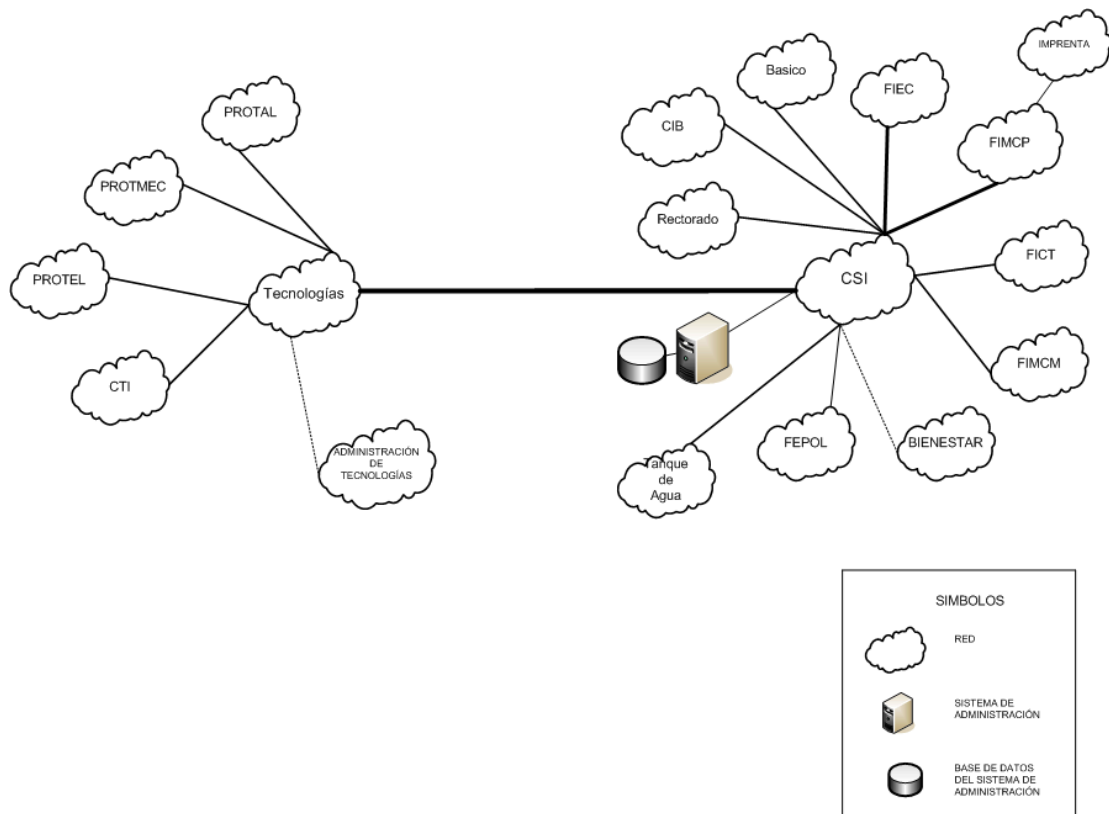 IMPRENTA
Basico
FIEC
PROTAL
CIB
FIMCP
PROTMEC
Rectorado
FICT
PROTEL
Tecnologías
CSI
FIMCM
CTI
FEPOL
BIENESTAR
ADMINISTRACIÓN
DE
TECNOLOGÍAS
Tanque
de
Agua
SIMBOLOS
RED
SISTEMA DE
ADMINISTRACIÓN
BASE DE DATOS
DEL SISTEMA DE
ADMINISTRACIÓN